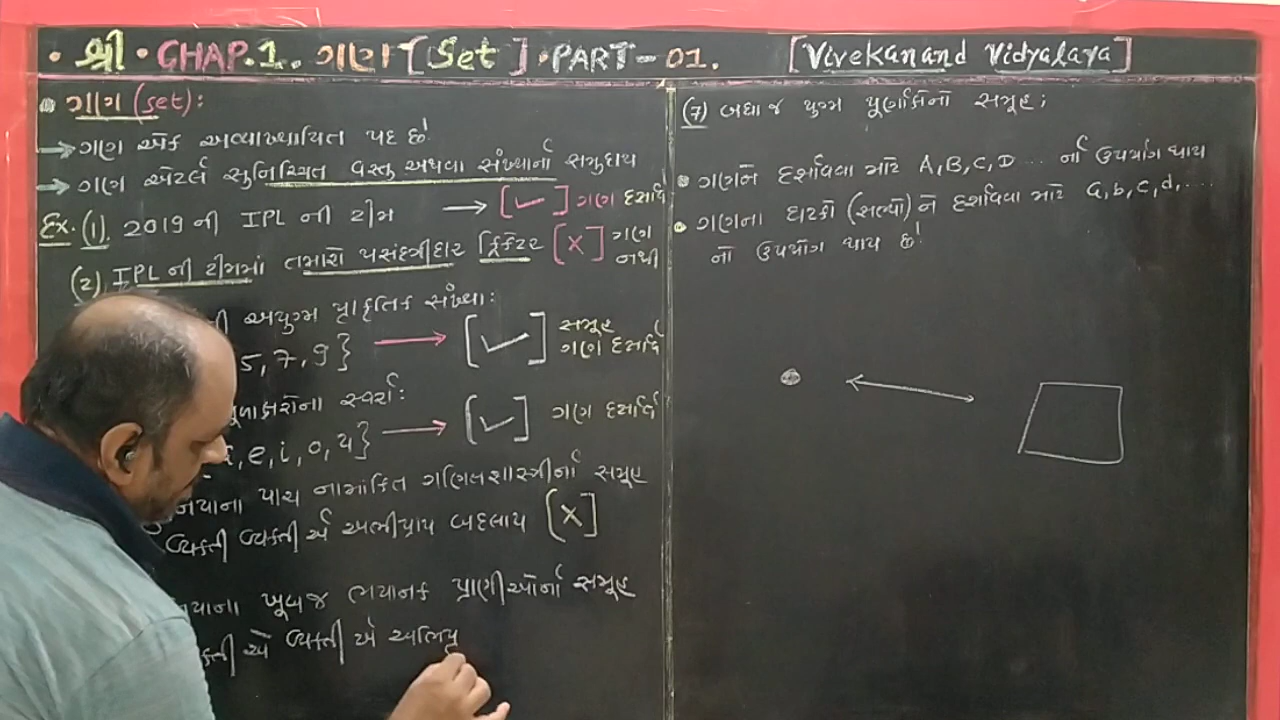 • શ્રી • CHAP.1. ગણ [Set] • PART-01.
[Vivekanand Vidyalaya]
ગણ (set):
→ ગણ એક અવ્યાખ્યાયિત પદ છે!
→ ગણ એટલે સુનિશ્ચિત વસ્તુ અથવા સંખ્યાનો સમુદાય
Ex. (1) 2019 ની IPL ની ટીમ → [✓] ગણ દર્શાવે
(2) IPL ની ટીમમાં તમારો પસંદગીદાર ક્રિકેટર [X] ગણ નથી
ની અયુગ્મ પ્રાકૃતિક સંખ્યા:
5, 7, 9} → [✓] સમૂહ ગણ દર્શાવે
મૂળાક્ષરોના સ્વરો:
, e, i, o, u} → [✓] ગણ દર્શાવે
નિયાના પાંચ નામાંકિત ગણિતશાસ્ત્રીનો સમૂહ
વ્યક્તી વ્યક્તીએ અભીપ્રાય બદલાય [X]
નિયાના ખૂબજ ભયાનક પ્રાણીઓનો સમૂહ
ક્તી એ વ્યક્તી એ અભિપ્ર
(7) બધા જ યુગ્મ પૂર્ણાંકોનો સમૂહ;
• ગણને દર્શાવવા માટે A, B, C, D ... નો ઉપયોગ થાય
• ગણના ઘટકો (સભ્યો) ને દર્શાવવા માટે a, b, c, d, ...
નો ઉપયોગ થાય છે!